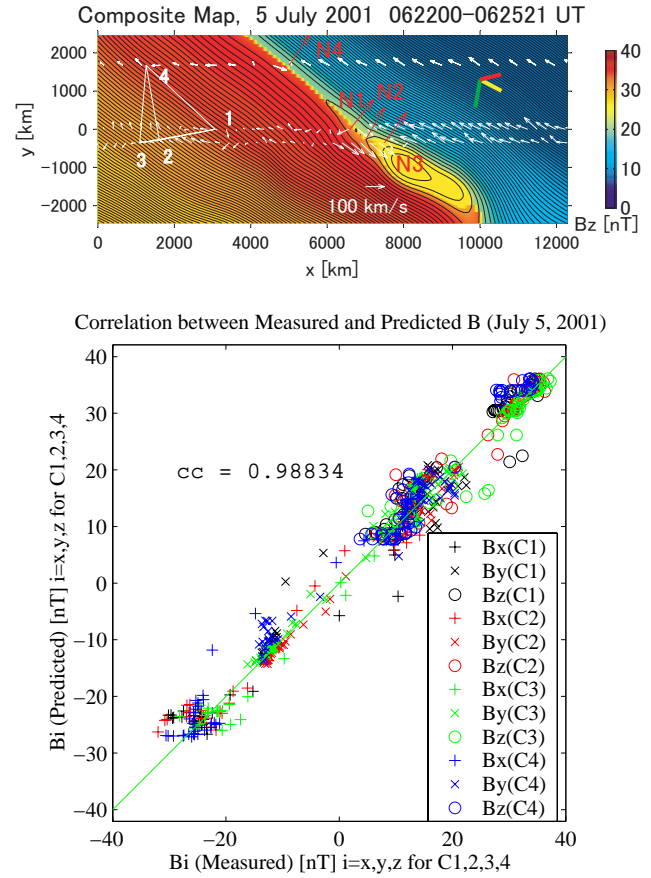 Composite Map, 5 July 2001 062200-062521 UT
2000
1000
0
−1000
−2000
y [km]
N4
4
N1
N2
1
3
2
N3
100 km/s
40
30
20
10
0
Bz [nT]
0
2000
4000
6000
8000
10000
12000
x [km]
Correlation between Measured and Predicted B (July 5, 2001)
40
30
20
10
0
−10
−20
−30
−40
Bi (Predicted) [nT] i=x,y,z for C1,2,3,4
cc = 0.98834
Bx(C1)
By(C1)
Bz(C1)
Bx(C2)
By(C2)
Bz(C2)
Bx(C3)
By(C3)
Bz(C3)
Bx(C4)
By(C4)
Bz(C4)
−40
−20
0
20
40
Bi (Measured) [nT] i=x,y,z for C1,2,3,4